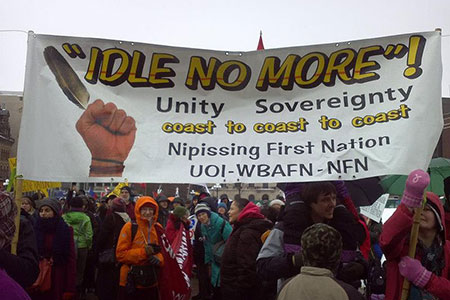 "IDLE NO MORE"!
Unity Sovereignty
coast to coast to coast
Nipissing First Nation
UOI-WBAFN-NFN